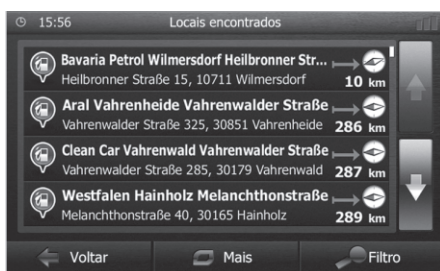 15:56 Locais encontrados
Bavaria Petrol Wilmersdorf Heilbronner Str...
Heilbronner Straße 15, 10711 Wilmersdorf 10 km
Aral Vahrenheide Vahrenwalder Straße
Vahrenwalder Straße 325, 30851 Vahrenheide 286 km
Clean Car Vahrenwald Vahrenwalder Straße
Vahrenwalder Straße 285, 30179 Vahrenwald 287 km
Westfalen Hainholz Melanchthonstraße
Melanchthonstraße 40, 30165 Hainholz 289 km
Voltar Mais Filtro